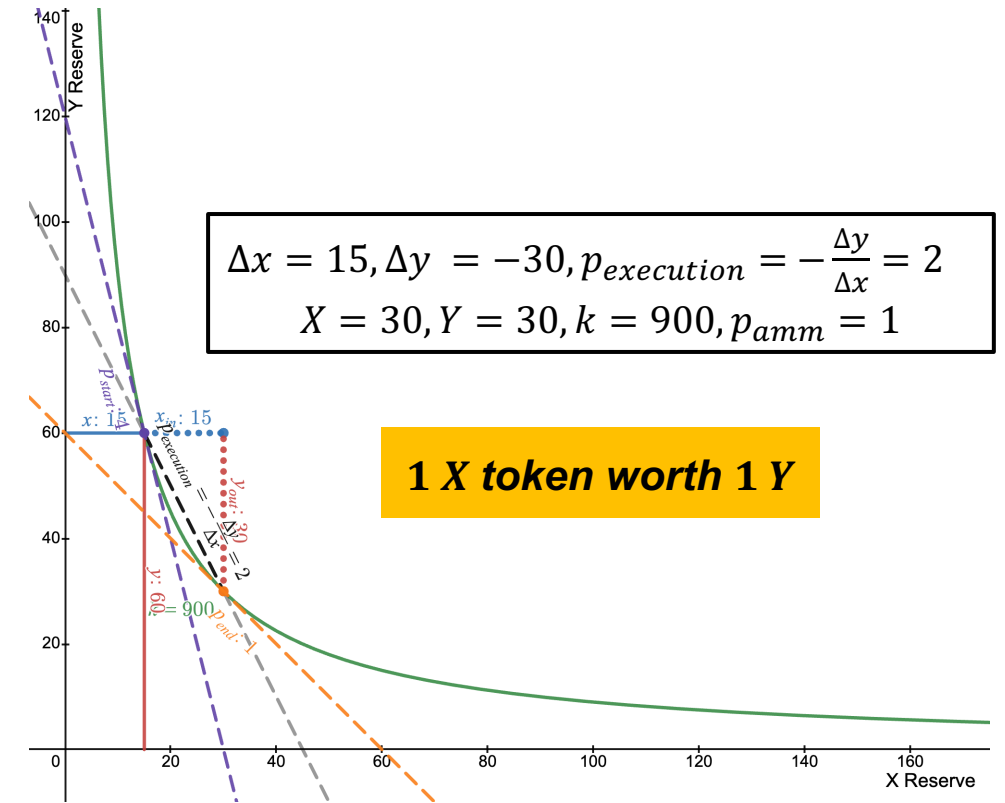 140
Y Reserve
120
100
Δx = 15, Δy = −30, p_execution = −Δy/Δx = 2
X = 30, Y = 30, k = 900, p_amm = 1
80
p_start: 4
x: 15
x_in: 15
60
1 X token worth 1 Y
p_execution = −Δy/Δx = 2
y_out: 30
40
y: 60
= 900
p_end: 1
20
0 20 40 60 80 100 120 140 160
X Reserve